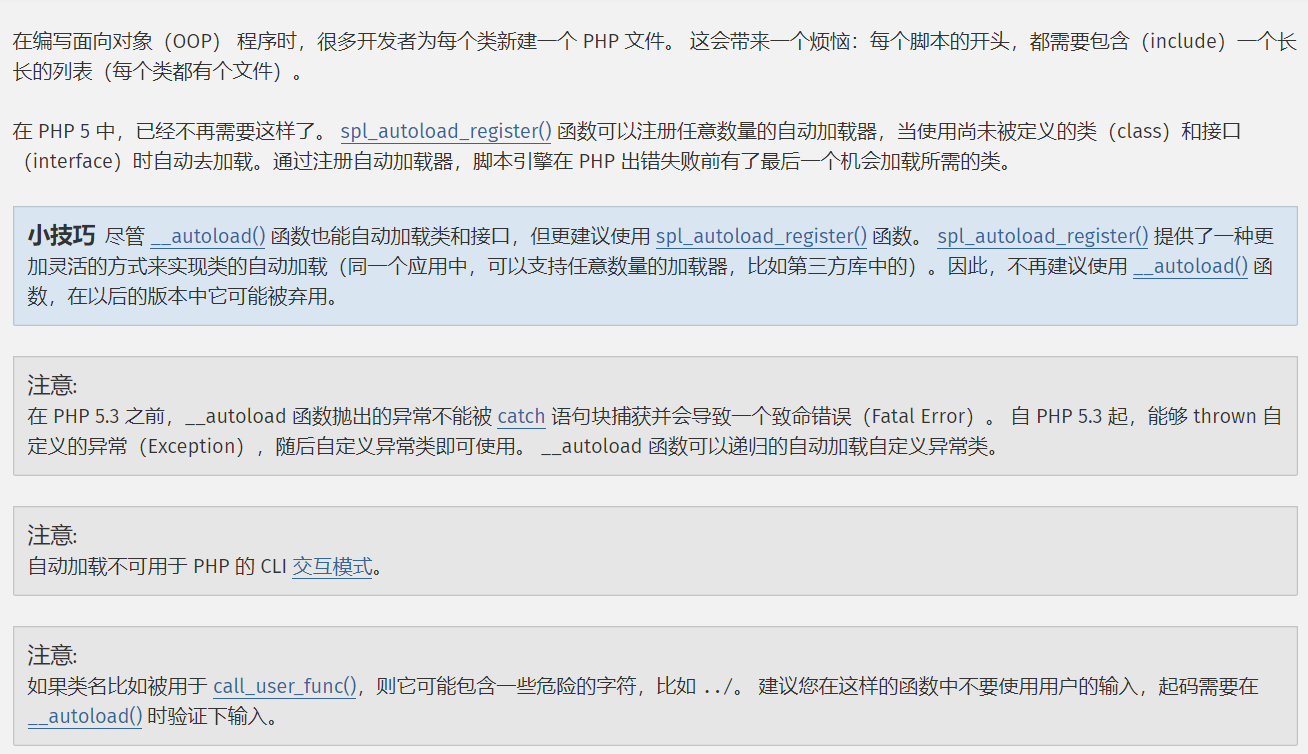 在编写面向对象（OOP） 程序时，很多开发者为每个类新建一个 PHP 文件。 这会带来一个烦恼：每个脚本的开头，都需要包含（include）一个长
长的列表（每个类都有个文件）。
在 PHP 5 中，已经不再需要这样了。 spl_autoload_register() 函数可以注册任意数量的自动加载器，当使用尚未被定义的类（class）和接口
（interface）时自动去加载。通过注册自动加载器，脚本引擎在 PHP 出错失败前有了最后一个机会加载所需的类。
小技巧 尽管 __autoload() 函数也能自动加载类和接口，但更建议使用 spl_autoload_register() 函数。 spl_autoload_register() 提供了一种更
加灵活的方式来实现类的自动加载（同一个应用中，可以支持任意数量的加载器，比如第三方库中的）。因此，不再建议使用 __autoload() 函
数，在以后的版本中它可能被弃用。
注意:
在 PHP 5.3 之前，__autoload 函数抛出的异常不能被 catch 语句块捕获并会导致一个致命错误（Fatal Error）。 自 PHP 5.3 起，能够 thrown 自
定义的异常（Exception），随后自定义异常类即可使用。 __autoload 函数可以递归的自动加载自定义异常类。
注意:
自动加载不可用于 PHP 的 CLI 交互模式。
注意:
如果类名比如被用于 call_user_func()，则它可能包含一些危险的字符，比如 ../。 建议您在这样的函数中不要使用用户的输入，起码需要在
__autoload() 时验证下输入。